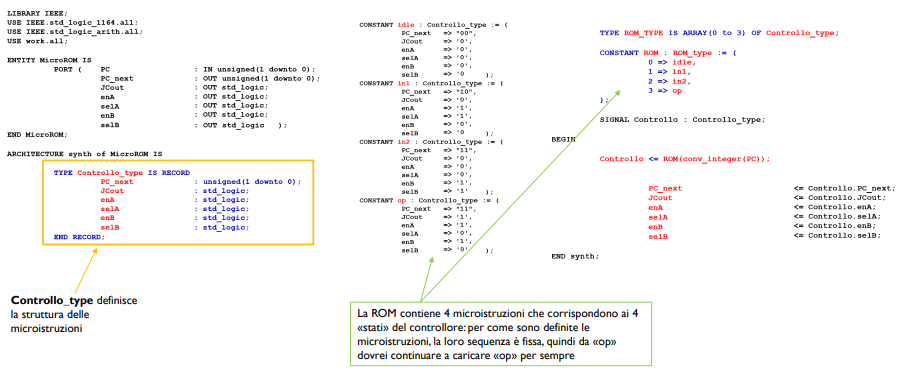 LIBRARY IEEE;
USE IEEE.std_logic_1164.all;
USE IEEE.std_logic_arith.all;
USE work.all;
ENTITY MicroROM IS
PORT ( PC : IN unsigned(1 downto 0);
PC_next : OUT unsigned(1 downto 0);
JCout : OUT std_logic;
enA : OUT std_logic;
selA : OUT std_logic;
enB : OUT std_logic;
selB : OUT std_logic );
END MicroROM;
ARCHITECTURE synth of MicroROM IS
TYPE Controllo_type IS RECORD
PC_next : unsigned(1 downto 0);
JCout : std_logic;
enA : std_logic;
selA : std_logic;
enB : std_logic;
selB : std_logic;
END RECORD;
Controllo_type definisce
la struttura delle
microistruzioni
CONSTANT idle : Controllo_type := (
PC_next => "00",
JCout => '0',
enA => '0',
selA => '0',
enB => '0',
selB => '0 );
CONSTANT in1 : Controllo_type := (
PC_next => "10",
JCout => '0',
enA => '1',
selA => '1',
enB => '0',
selB => '0 );
CONSTANT in2 : Controllo_type := (
PC_next => "11",
JCout => '0',
enA => '0',
selA => '0',
enB => '1',
selB => '1' );
CONSTANT op : Controllo_type := (
PC_next => "11",
JCout => '1',
enA => '1',
selA => '0',
enB => '1',
selB => '0' );
La ROM contiene 4 microistruzioni che corrispondono ai 4
«stati» del controllore: per come sono definite le
microistruzioni, la loro sequenza è fissa, quindi da «op»
dovrei continuare a caricare «op» per sempre
TYPE ROM_TYPE IS ARRAY(0 to 3) OF Controllo_type;
CONSTANT ROM : ROM_type := (
0 => idle,
1 => in1,
2 => in2,
3 => op
);
SIGNAL Controllo : Controllo_type;
BEGIN
Controllo <= ROM(conv_integer(PC));
PC_next <= Controllo.PC_next;
JCout <= Controllo.JCout;
enA <= Controllo.enA;
selA <= Controllo.selA;
enB <= Controllo.enB;
selB <= Controllo.selB;
END synth;